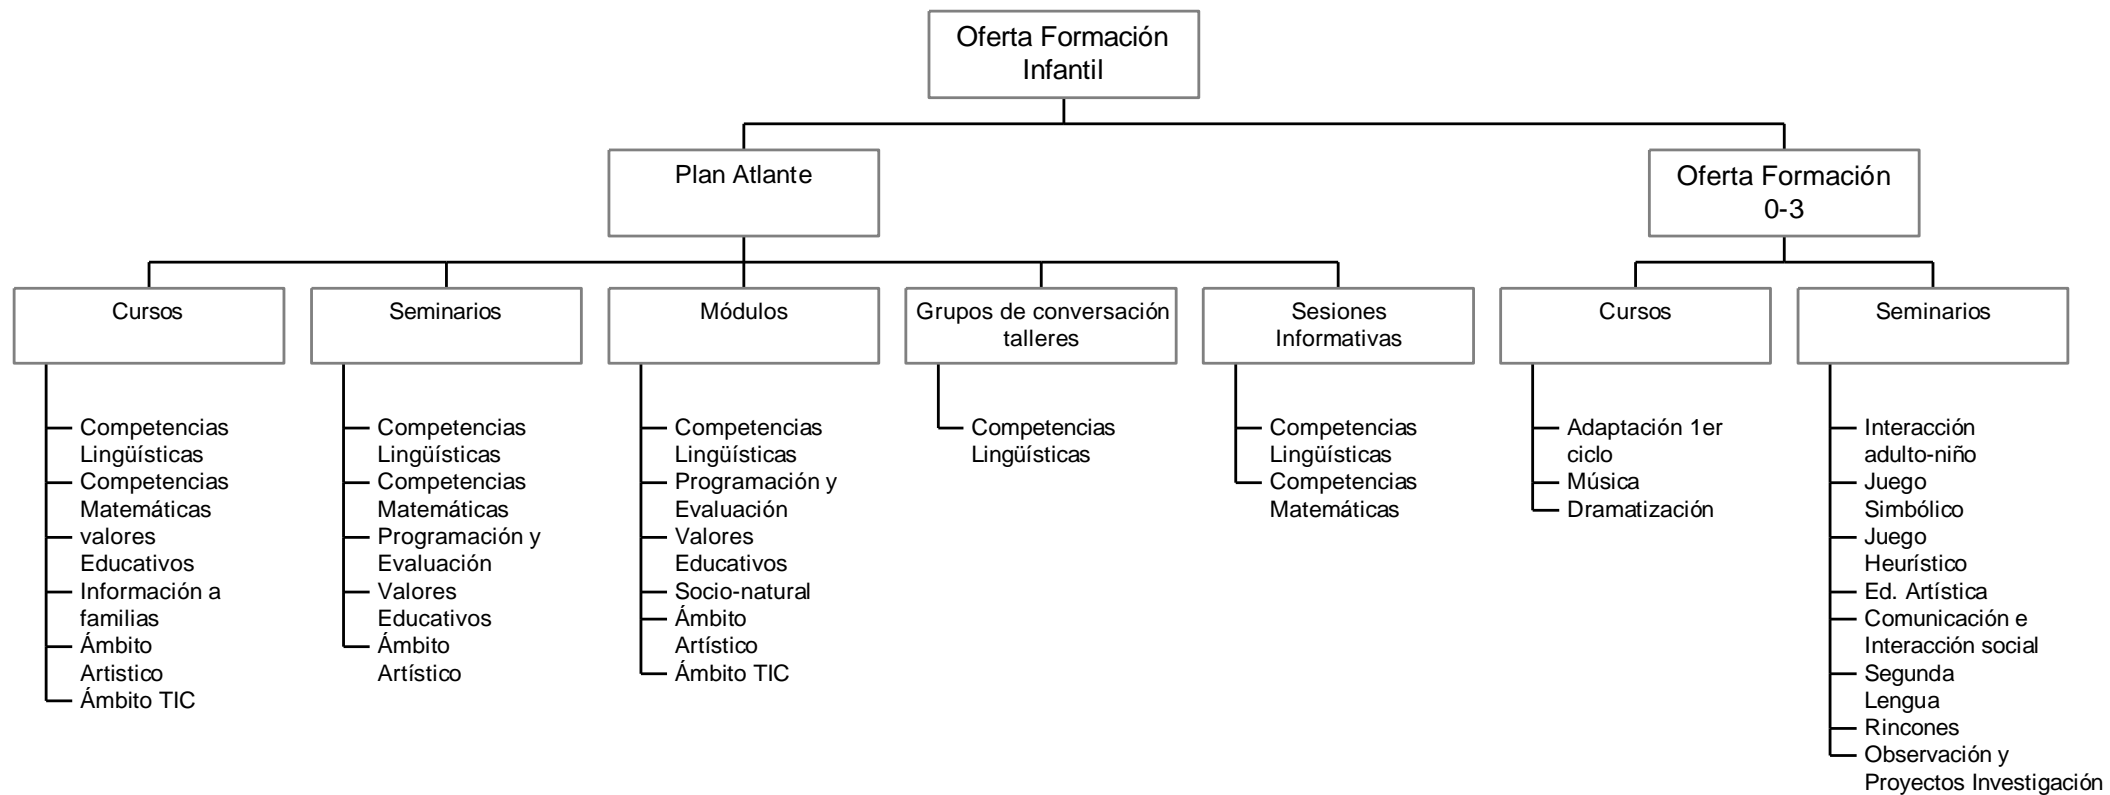 Oferta Formación
Infantil
Plan Atlante
Oferta Formación
0-3
Cursos
Seminarios
Módulos
Grupos de conversación
talleres
Sesiones
Informativas
Cursos
Seminarios
Competencias
Lingüísticas
Competencias
Matemáticas
valores
Educativos
Información a
familias
Ámbito
Artistico
Ámbito TIC
Competencias
Lingüísticas
Competencias
Matemáticas
Programación y
Evaluación
Valores
Educativos
Ámbito
Artístico
Competencias
Lingüísticas
Programación y
Evaluación
Valores
Educativos
Socio-natural
Ámbito
Artístico
Ámbito TIC
Competencias
Lingüísticas
Competencias
Lingüísticas
Competencias
Matemáticas
Adaptación 1er
ciclo
Música
Dramatización
Interacción
adulto-niño
Juego
Simbólico
Juego
Heurístico
Ed. Artística
Comunicación e
Interacción social
Segunda
Lengua
Rincones
Observación y
Proyectos Investigación